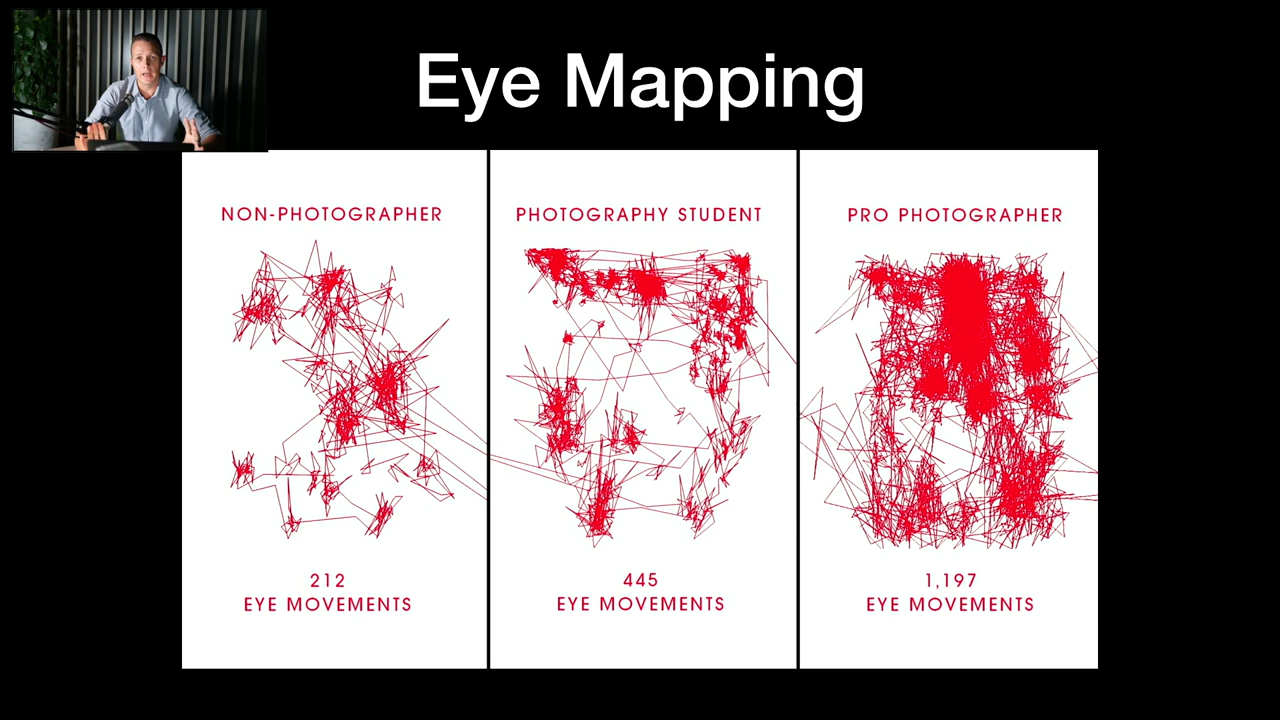 Eye Mapping
NON-PHOTOGRAPHER
PHOTOGRAPHY STUDENT
PRO PHOTOGRAPHER
212
EYE MOVEMENTS
445
EYE MOVEMENTS
1,197
EYE MOVEMENTS